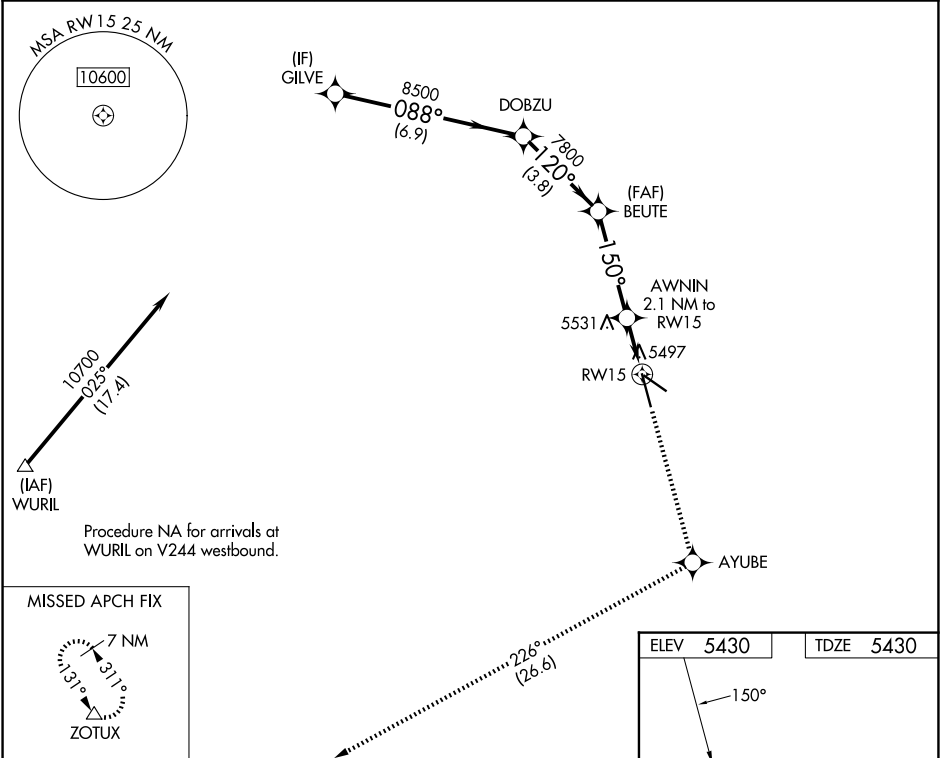 MSA RW 15 25 NM
10600
(IF)
GILVE
8500
088°
(6.9)
DOBZU
7800
120°
(3.8)
(FAF)
BEUTE
150°
AWNIN
2.1 NM to
RW15
5531
5497
RW15
10700
025°
(17.4)
(IAF)
WURIL
Procedure NA for arrivals at
WURIL on V244 westbound.
AYUBE
226°
(26.6)
MISSED APCH FIX
7 NM
311°
131°
ZOTUX
ELEV 5430
TDZE 5430
150°